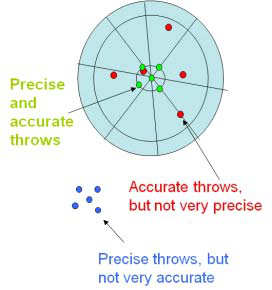 Precise
and
accurate
throws
Accurate throws,
but not very precise
Precise throws, but
not very accurate